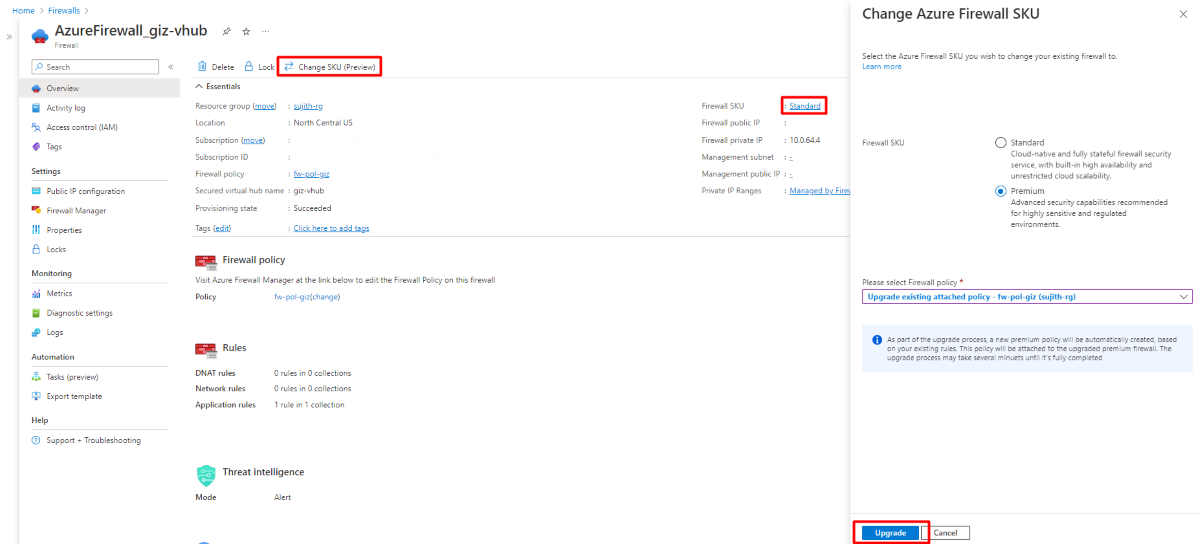 Home > Firewalls >
AzureFirewall_giz-vhub
Firewall
Search
Overview
Activity log
Access control (IAM)
Tags
Settings
Public IP configuration
Firewall Manager
Properties
Locks
Monitoring
Metrics
Diagnostic settings
Logs
Automation
Tasks (preview)
Export template
Help
Support + Troubleshooting
Delete Lock Change SKU (Preview)
Essentials
Resource group (move) : sujith-rg
Location : North Central US
Subscription (move) :
Subscription ID :
Firewall policy : fw-pol-giz
Secured virtual hub name : giz-vhub
Provisioning state : Succeeded
Tags (edit) : Click here to add tags
Firewall SKU : Standard
Firewall public IP :
Firewall private IP : 10.0.64.4
Management subnet : -
Management public IP : -
Private IP Ranges : Managed by Firew
Firewall policy
Visit Azure Firewall Manager at the link below to edit the Firewall Policy on this firewall
Policy fw-pol-giz(change)
Rules
DNAT rules 0 rules in 0 collections
Network rules 0 rules in 0 collections
Application rules 1 rule in 1 collection
Threat intelligence
Mode Alert
Change Azure Firewall SKU
Select the Azure Firewall SKU you wish to change your existing firewall to.
Learn more
Firewall SKU
Standard
Cloud-native and fully stateful firewall security
service, with built-in high availability and
unrestricted cloud scalability.
Premium
Advanced security capabilities recommended
for highly sensitive and regulated
environments.
Please select Firewall policy *
Upgrade existing attached policy - fw-pol-giz (sujith-rg)
As part of the upgrade process, a new premium policy will be automatically created, based
on your existing rules. This policy will be attached to the upgraded premium firewall. The
upgrade process may take several minuets until it's fully completed
Upgrade Cancel